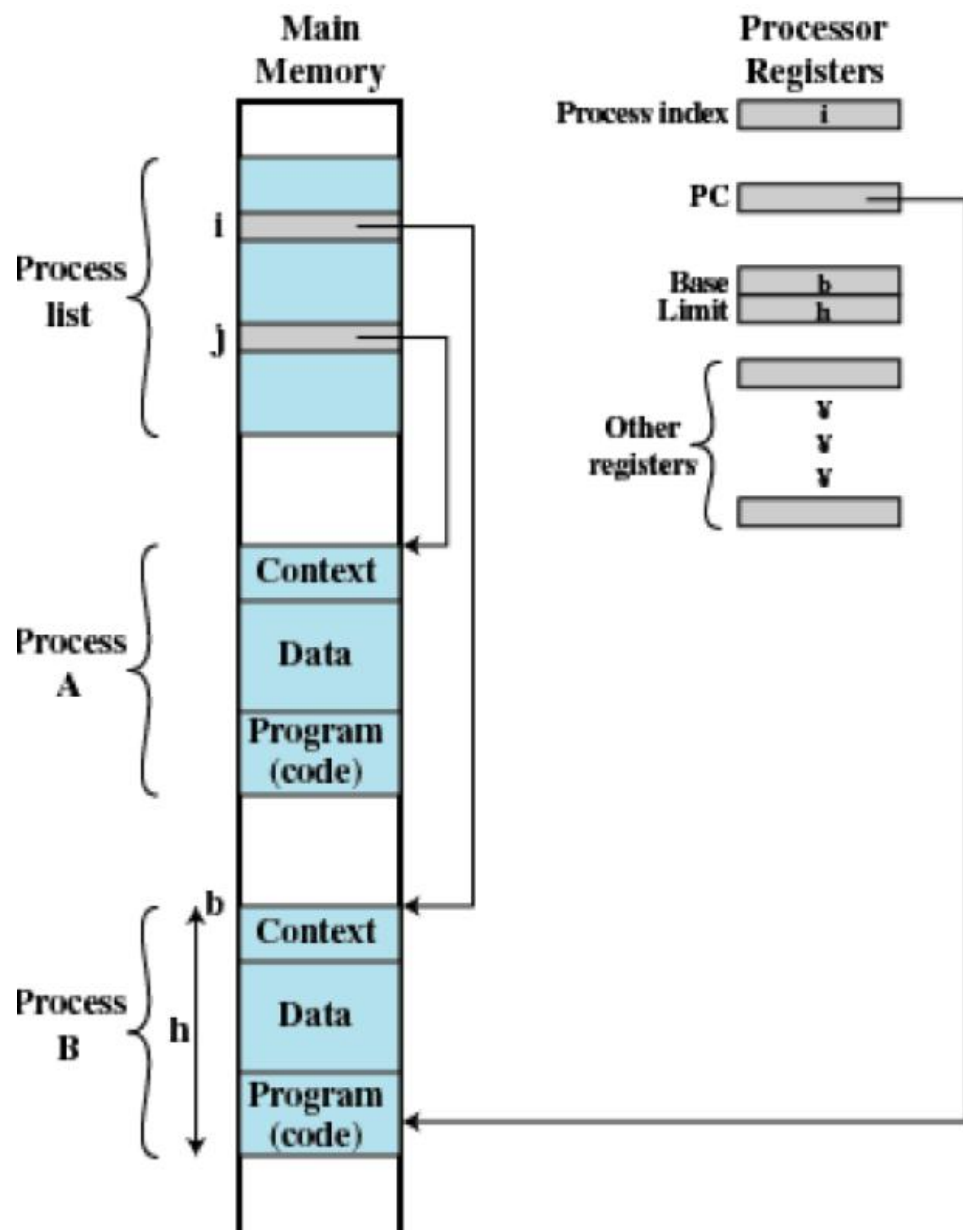 Main
Memory
Processor
Registers
Process index
i
PC
Base
b
Limit
h
Other
registers
¥
¥
¥
Process
list
i
j
Process
A
Context
Data
Program
(code)
b
Process
B
h
Context
Data
Program
(code)